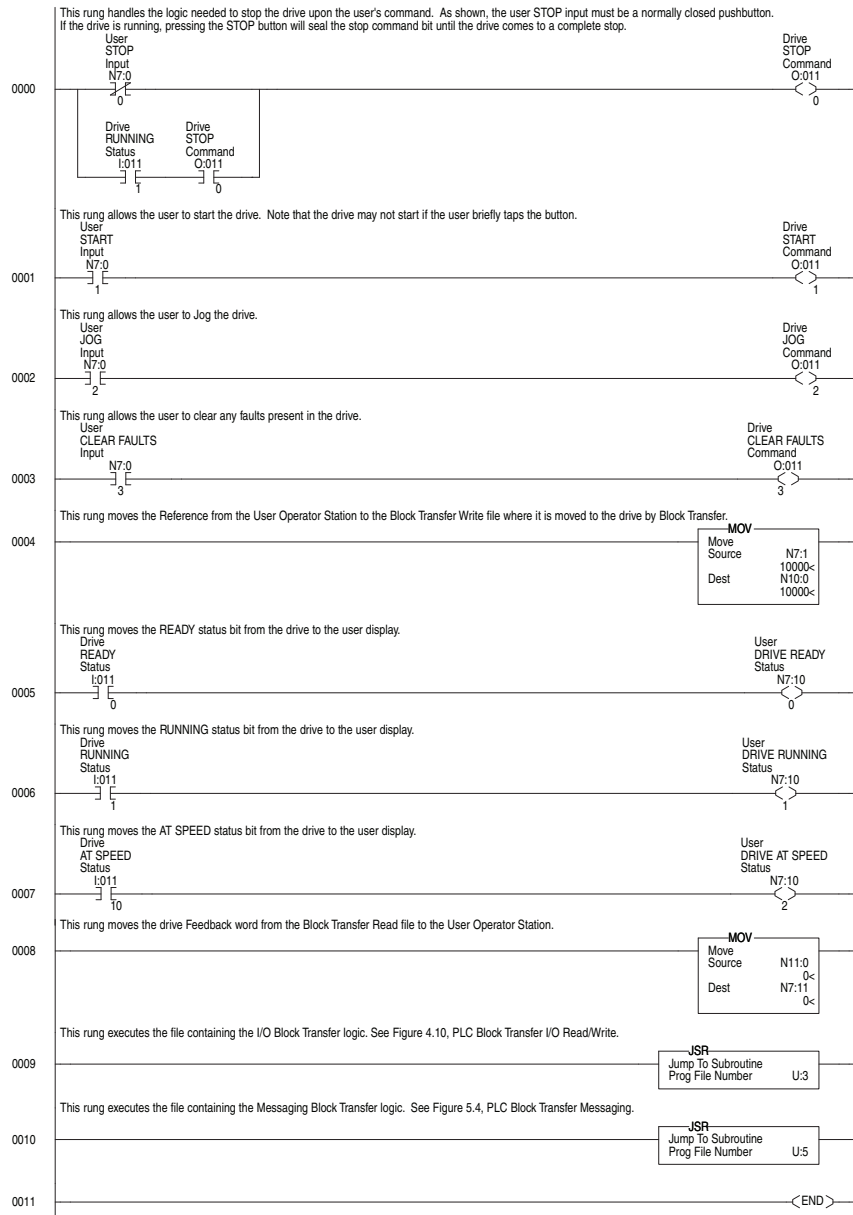 This rung handles the logic needed to stop the drive upon the user's command. As shown, the user STOP input must be a normally closed pushbutton.
If the drive is running, pressing the STOP button will seal the stop command bit until the drive comes to a complete stop.
User
STOP
Input
N7:0
0
Drive
STOP
Command
O:011
0
0000
Drive
RUNNING
Status
I:011
1
Drive
STOP
Command
O:011
0
This rung allows the user to start the drive. Note that the drive may not start if the user briefly taps the button.
User
START
Input
N7:0
1
Drive
START
Command
O:011
1
0001
This rung allows the user to Jog the drive.
User
JOG
Input
N7:0
2
Drive
JOG
Command
O:011
2
0002
This rung allows the user to clear any faults present in the drive.
User
CLEAR FAULTS
Input
N7:0
3
Drive
CLEAR FAULTS
Command
O:011
3
0003
This rung moves the Reference from the User Operator Station to the Block Transfer Write file where it is moved to the drive by Block Transfer.
0004
MOV
Move
Source N7:1
10000<
Dest N10:0
10000<
This rung moves the READY status bit from the drive to the user display.
Drive
READY
Status
I:011
0
User
DRIVE READY
Status
N7:10
0
0005
This rung moves the RUNNING status bit from the drive to the user display.
Drive
RUNNING
Status
I:011
1
User
DRIVE RUNNING
Status
N7:10
1
0006
This rung moves the AT SPEED status bit from the drive to the user display.
Drive
AT SPEED
Status
I:011
10
User
DRIVE AT SPEED
Status
N7:10
2
0007
This rung moves the drive Feedback word from the Block Transfer Read file to the User Operator Station.
0008
MOV
Move
Source N11:0
0<
Dest N7:11
0<
This rung executes the file containing the I/O Block Transfer logic. See Figure 4.10, PLC Block Transfer I/O Read/Write.
0009
JSR
Jump To Subroutine
Prog File Number U:3
This rung executes the file containing the Messaging Block Transfer logic. See Figure 5.4, PLC Block Transfer Messaging.
0010
JSR
Jump To Subroutine
Prog File Number U:5
0011
END